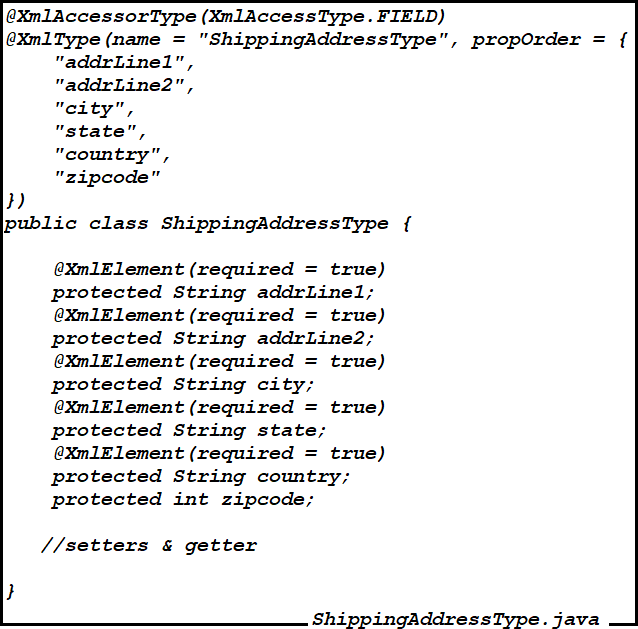 @XmlAccessorType(XmlAccessType.FIELD)
@XmlType(name = "ShippingAddressType", propOrder = {
    "addrLine1",
    "addrLine2",
    "city",
    "state",
    "country",
    "zipcode"
})
public class ShippingAddressType {

    @XmlElement(required = true)
    protected String addrLine1;
    @XmlElement(required = true)
    protected String addrLine2;
    @XmlElement(required = true)
    protected String city;
    @XmlElement(required = true)
    protected String state;
    @XmlElement(required = true)
    protected String country;
    protected int zipcode;

   //setters & getter

}
ShippingAddressType.java